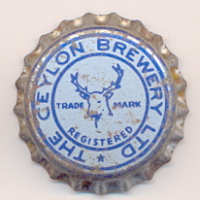 THE CEYLON BREWERY LTD
TRADE MARK
REGISTERED